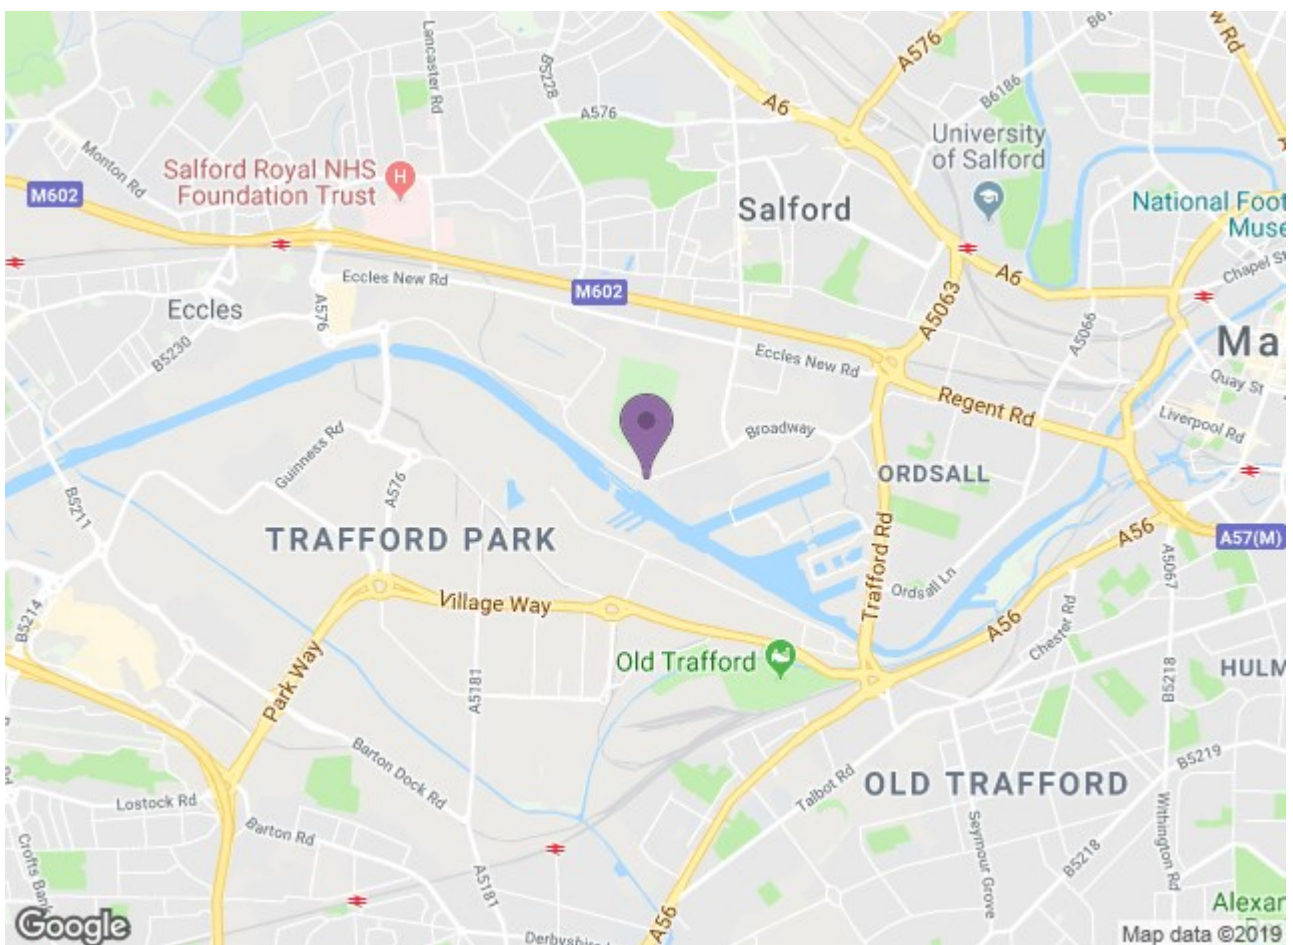 Lancaster Rd
B5228
A576
A6
A576
B6186
w Rd
University
of Salford
Monton Rd
Salford Royal NHS
Foundation Trust
H
M602
Salford
National Foot
Muse
Chapel St
Eccles New Rd
M602
A6
A5063
A5066
Eccles
A576
B5230
Eccles New Rd
Ma
Quay St
Regent Rd
Liverpool Rd
Broadway
Guinness Rd
A576
ORDSALL
B5211
TRAFFORD PARK
Trafford Rd
A56
A57(M)
A5067
Ordsall Ln
Village Way
B5214
A56
Chester Rd
Old Trafford
HULM
B5218
Park Way
A5181
Barton Dock Rd
B5219
Talbot Rd
OLD TRAFFORD
Lostock Rd
Barton Rd
Seymour Grove
Withington Rd
B5218
Crofts Bank
A5181
A56
Alexan
Derbyshire
Google
Map data ©2019